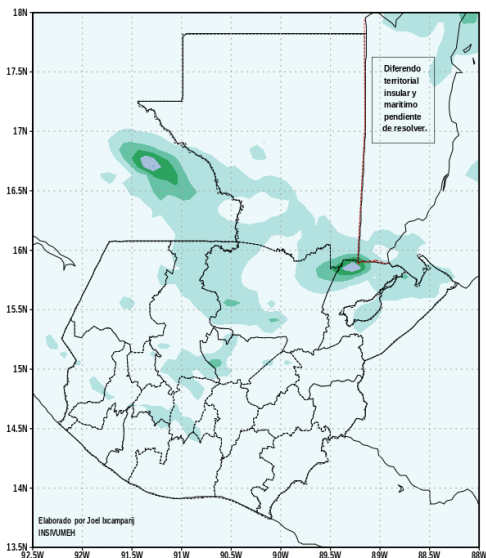 18N
17.5N
17N
16.5N
16N
15.5N
15N
14.5N
14N
13.5N
Diferendo
territorial
insular y
marítimo
pendiente
de resolver.
Elaborado por Joel Ixcamparij
INSIVUMEH
92.5W 92W 91.5W 91W 90.5W 90W 89.5W 89W 88.5W 88W